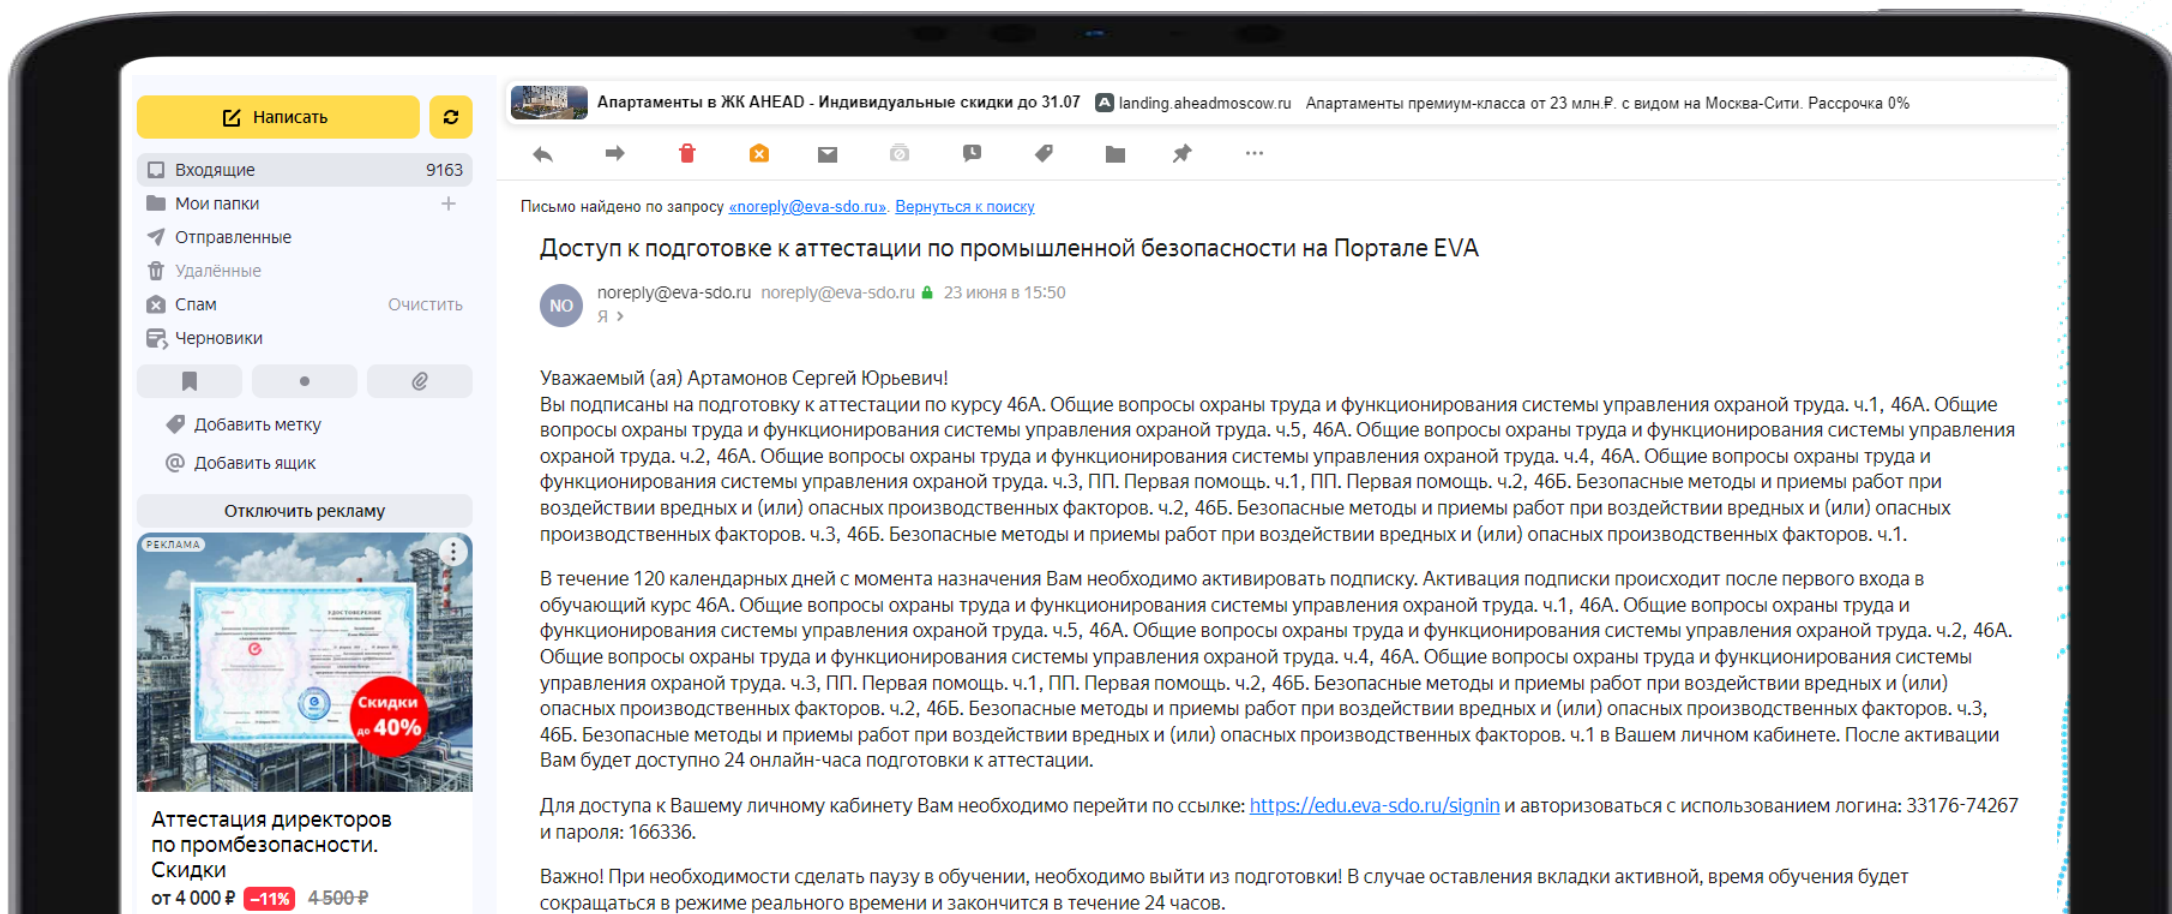 Написать
Входящие 9163
Мои папки
Отправленные
Удалённые
Спам Очистить
Черновики
Добавить метку
Добавить ящик
Отключить рекламу
РЕКЛАМА
УДОСТОВЕРЕНИЕ
Скидки
до 40%
Аттестация директоров
по промбезопасности.
Скидки
от 4 000 ₽ –11% 4 500 ₽
Апартаменты в ЖК AHEAD - Индивидуальные скидки до 31.07 landing.aheadmoscow.ru Апартаменты премиум-класса от 23 млн.₽. с видом на Москва-Сити. Рассрочка 0%
Письмо найдено по запросу «noreply@eva-sdo.ru». Вернуться к поиску
Доступ к подготовке к аттестации по промышленной безопасности на Портале EVA
NO
noreply@eva-sdo.ru noreply@eva-sdo.ru 23 июня в 15:50
Я >
Уважаемый (ая) Артамонов Сергей Юрьевич!
Вы подписаны на подготовку к аттестации по курсу 46А. Общие вопросы охраны труда и функционирования системы управления охраной труда. ч.1, 46А. Общие
вопросы охраны труда и функционирования системы управления охраной труда. ч.5, 46А. Общие вопросы охраны труда и функционирования системы управления
охраной труда. ч.2, 46А. Общие вопросы охраны труда и функционирования системы управления охраной труда. ч.4, 46А. Общие вопросы охраны труда и
функционирования системы управления охраной труда. ч.3, ПП. Первая помощь. ч.1, ПП. Первая помощь. ч.2, 46Б. Безопасные методы и приемы работ при
воздействии вредных и (или) опасных производственных факторов. ч.2, 46Б. Безопасные методы и приемы работ при воздействии вредных и (или) опасных
производственных факторов. ч.3, 46Б. Безопасные методы и приемы работ при воздействии вредных и (или) опасных производственных факторов. ч.1.
В течение 120 календарных дней с момента назначения Вам необходимо активировать подписку. Активация подписки происходит после первого входа в
обучающий курс 46А. Общие вопросы охраны труда и функционирования системы управления охраной труда. ч.1, 46А. Общие вопросы охраны труда и
функционирования системы управления охраной труда. ч.5, 46А. Общие вопросы охраны труда и функционирования системы управления охраной труда. ч.2, 46А.
Общие вопросы охраны труда и функционирования системы управления охраной труда. ч.4, 46А. Общие вопросы охраны труда и функционирования системы
управления охраной труда. ч.3, ПП. Первая помощь. ч.1, ПП. Первая помощь. ч.2, 46Б. Безопасные методы и приемы работ при воздействии вредных и (или)
опасных производственных факторов. ч.2, 46Б. Безопасные методы и приемы работ при воздействии вредных и (или) опасных производственных факторов. ч.3,
46Б. Безопасные методы и приемы работ при воздействии вредных и (или) опасных производственных факторов. ч.1 в Вашем личном кабинете. После активации
Вам будет доступно 24 онлайн-часа подготовки к аттестации.
Для доступа к Вашему личному кабинету Вам необходимо перейти по ссылке: https://edu.eva-sdo.ru/signin и авторизоваться с использованием логина: 33176-74267
и пароля: 166336.
Важно! При необходимости сделать паузу в обучении, необходимо выйти из подготовки! В случае оставления вкладки активной, время обучения будет
сокращаться в режиме реального времени и закончится в течение 24 часов.